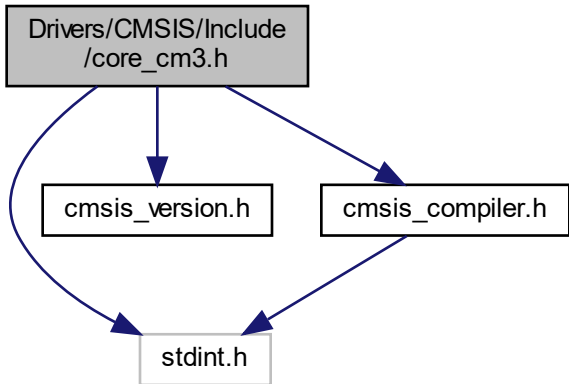 Drivers/CMSIS/Include
/core_cm3.h
cmsis_version.h
cmsis_compiler.h
stdint.h